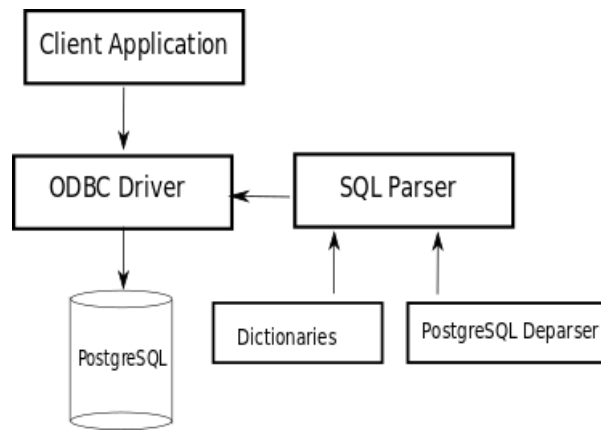 Client Application
ODBC Driver
SQL Parser
PostgreSQL
Dictionaries
PostgreSQL Deparser